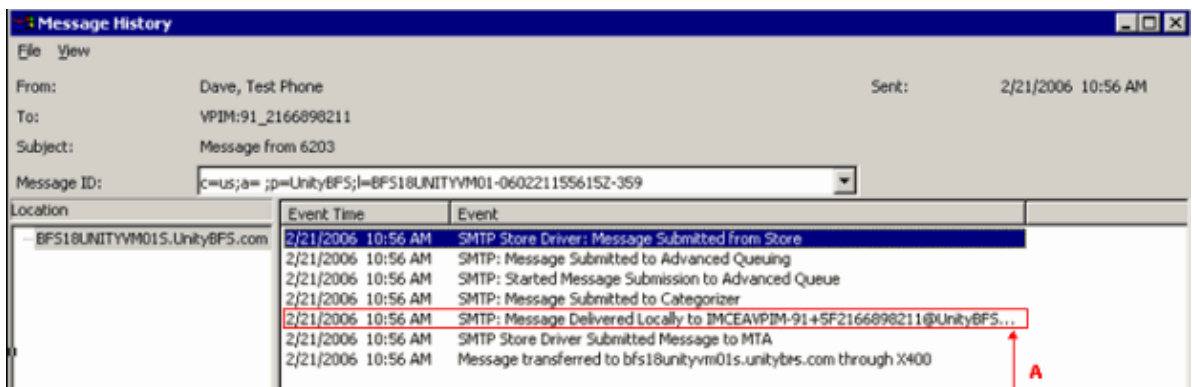 Message History
File View
From: Dave, Test Phone Sent: 2/21/2006 10:56 AM
To: VPIM:91_2166898211
Subject: Message from 6203
Message ID: c=us;a= ;p=UnityBFS;l=BFS18UNITYVM01-060221155615Z-359
Location Event Time Event
BFS18UNITYVM01S.UnityBFS.com 2/21/2006 10:56 AM SMTP Store Driver: Message Submitted from Store
2/21/2006 10:56 AM SMTP: Message Submitted to Advanced Queuing
2/21/2006 10:56 AM SMTP: Started Message Submission to Advanced Queue
2/21/2006 10:56 AM SMTP: Message Submitted to Categorizer
2/21/2006 10:56 AM SMTP: Message Delivered Locally to IMCEAVPIM-91+5F2166898211@UnityBFS...
2/21/2006 10:56 AM SMTP Store Driver Submitted Message to MTA
2/21/2006 10:56 AM Message transferred to bfs18unityvm01s.unitybfs.com through X400
A